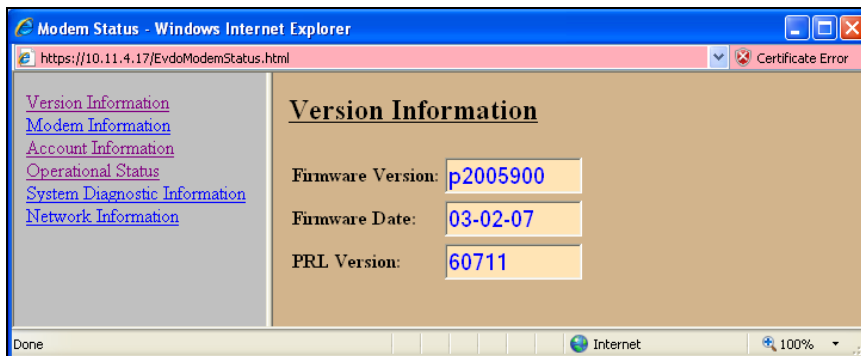 Modem Status - Windows Internet Explorer
https://10.11.4.17/EvdoModemStatus.html
Certificate Error
Version Information
Modem Information
Account Information
Operational Status
System Diagnostic Information
Network Information
Version Information
Firmware Version: p2005900
Firmware Date: 03-02-07
PRL Version: 60711
Done
Internet
100%